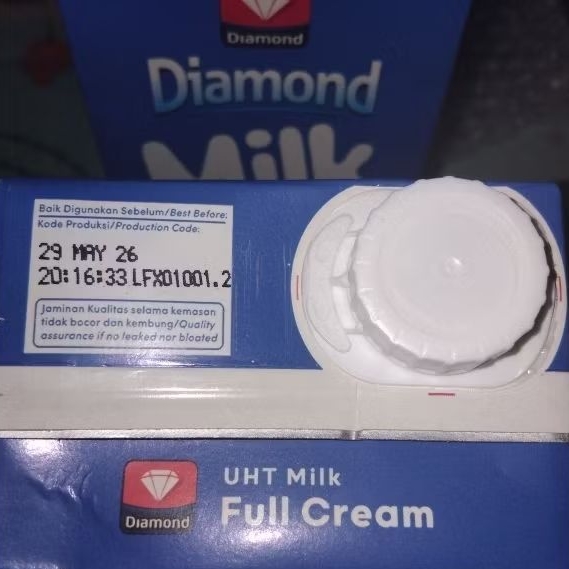 Diamond
Diamond
Milk
Baik Digunakan Sebelum/Best Before:
Kode Produksi/Production Code:
29 MAY 26
20:16:33 LFX01001.2
Jaminan Kualitas selama kemasan
tidak bocor dan kembung/Quality
assurance if no leaked nor bloated
Diamond
UHT Milk
Full Cream